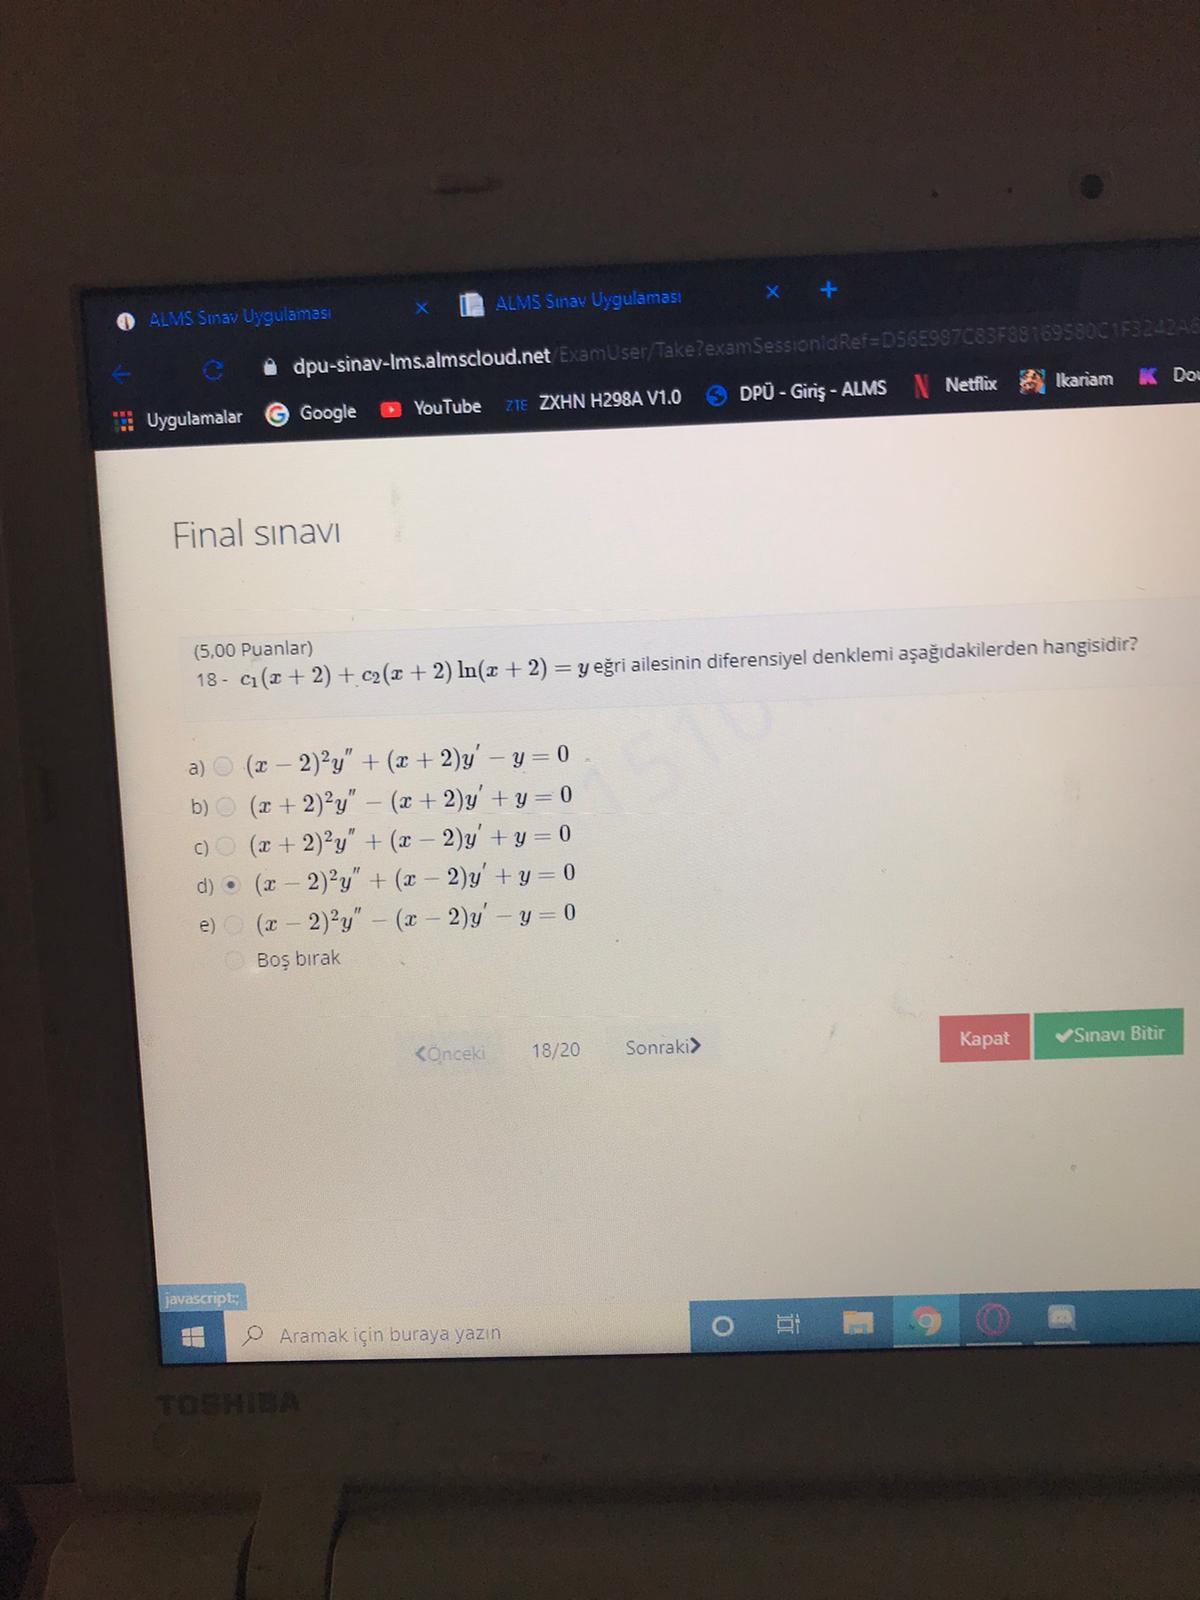 ALMS Sınav Uygulaması × ALMS Sınav Uygulaması × +
dpu-sinav-lms.almscloud.net/ExamUser/Take?examSessionIdRef=D56E987C83F88169580C1F3242A
Uygulamalar Google YouTube ZTE ZXHN H298A V1.0 DPÜ - Giriş - ALMS Netflix Ikariam
Final sınavı
(5,00 Puanlar)
18 - c₁(x + 2) + c₂(x + 2) ln(x + 2) = y eğri ailesinin diferensiyel denklemi aşağıdakilerden hangisidir?
a) (x − 2)²y″ + (x + 2)y′ − y = 0
b) (x + 2)²y″ − (x + 2)y′ + y = 0
c) (x + 2)²y″ + (x − 2)y′ + y = 0
d) (x − 2)²y″ + (x − 2)y′ + y = 0
e) (x − 2)²y″ − (x − 2)y′ − y = 0
Boş bırak
Önceki 18/20 Sonraki
Kapat Sınavı Bitir
javascript:;
Aramak için buraya yazın
TOSHIBA